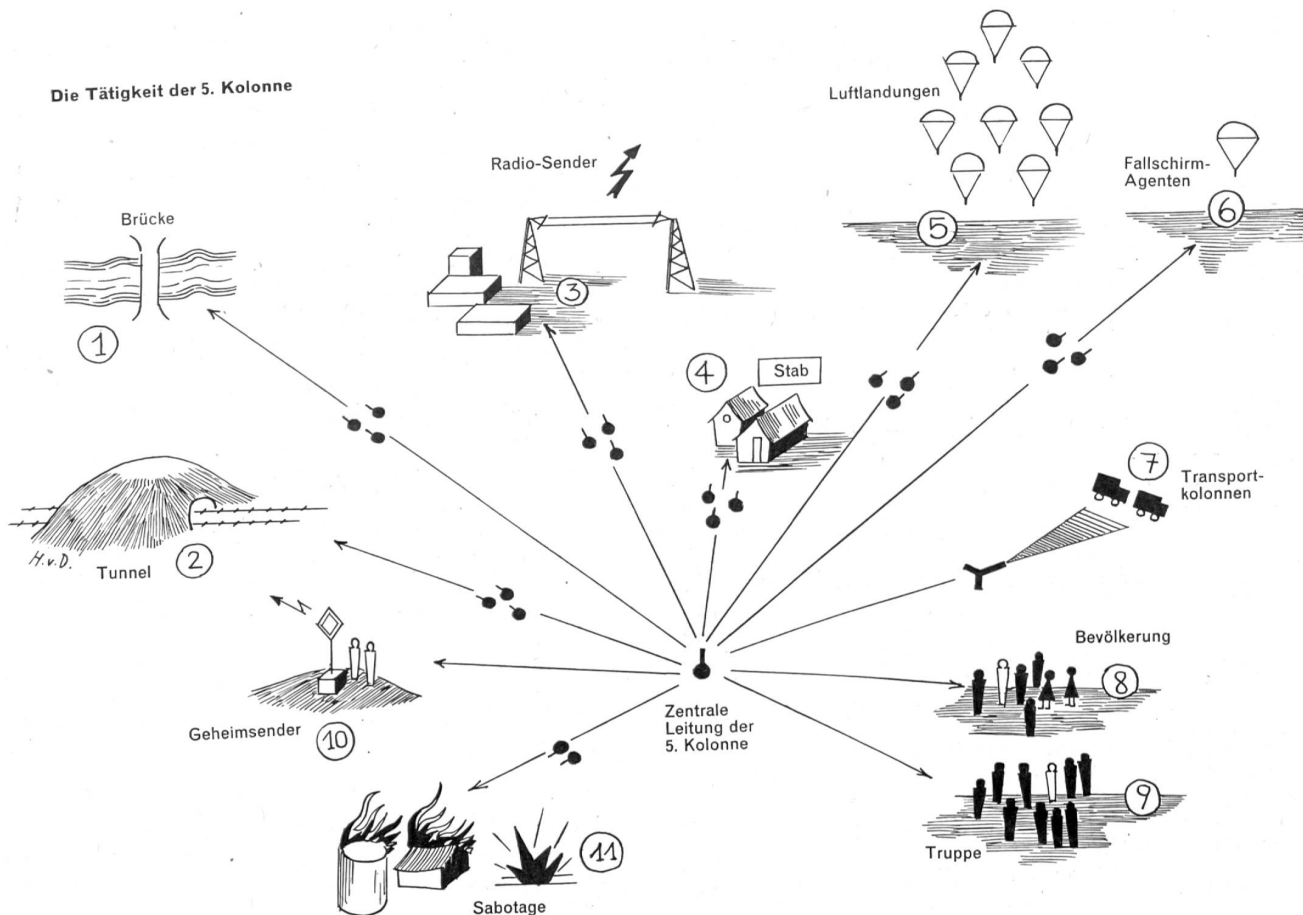 Die Tätigkeit der 5. Kolonne
Luftlandungen
Radio-Sender
Fallschirm-
Agenten
Brücke
5
6
3
1
4
Stab
7
Transport-
kolonnen
H.v.D.
Tunnel
2
Bevölkerung
8
Geheimsender
10
Zentrale
Leitung der
5. Kolonne
9
Truppe
11
Sabotage